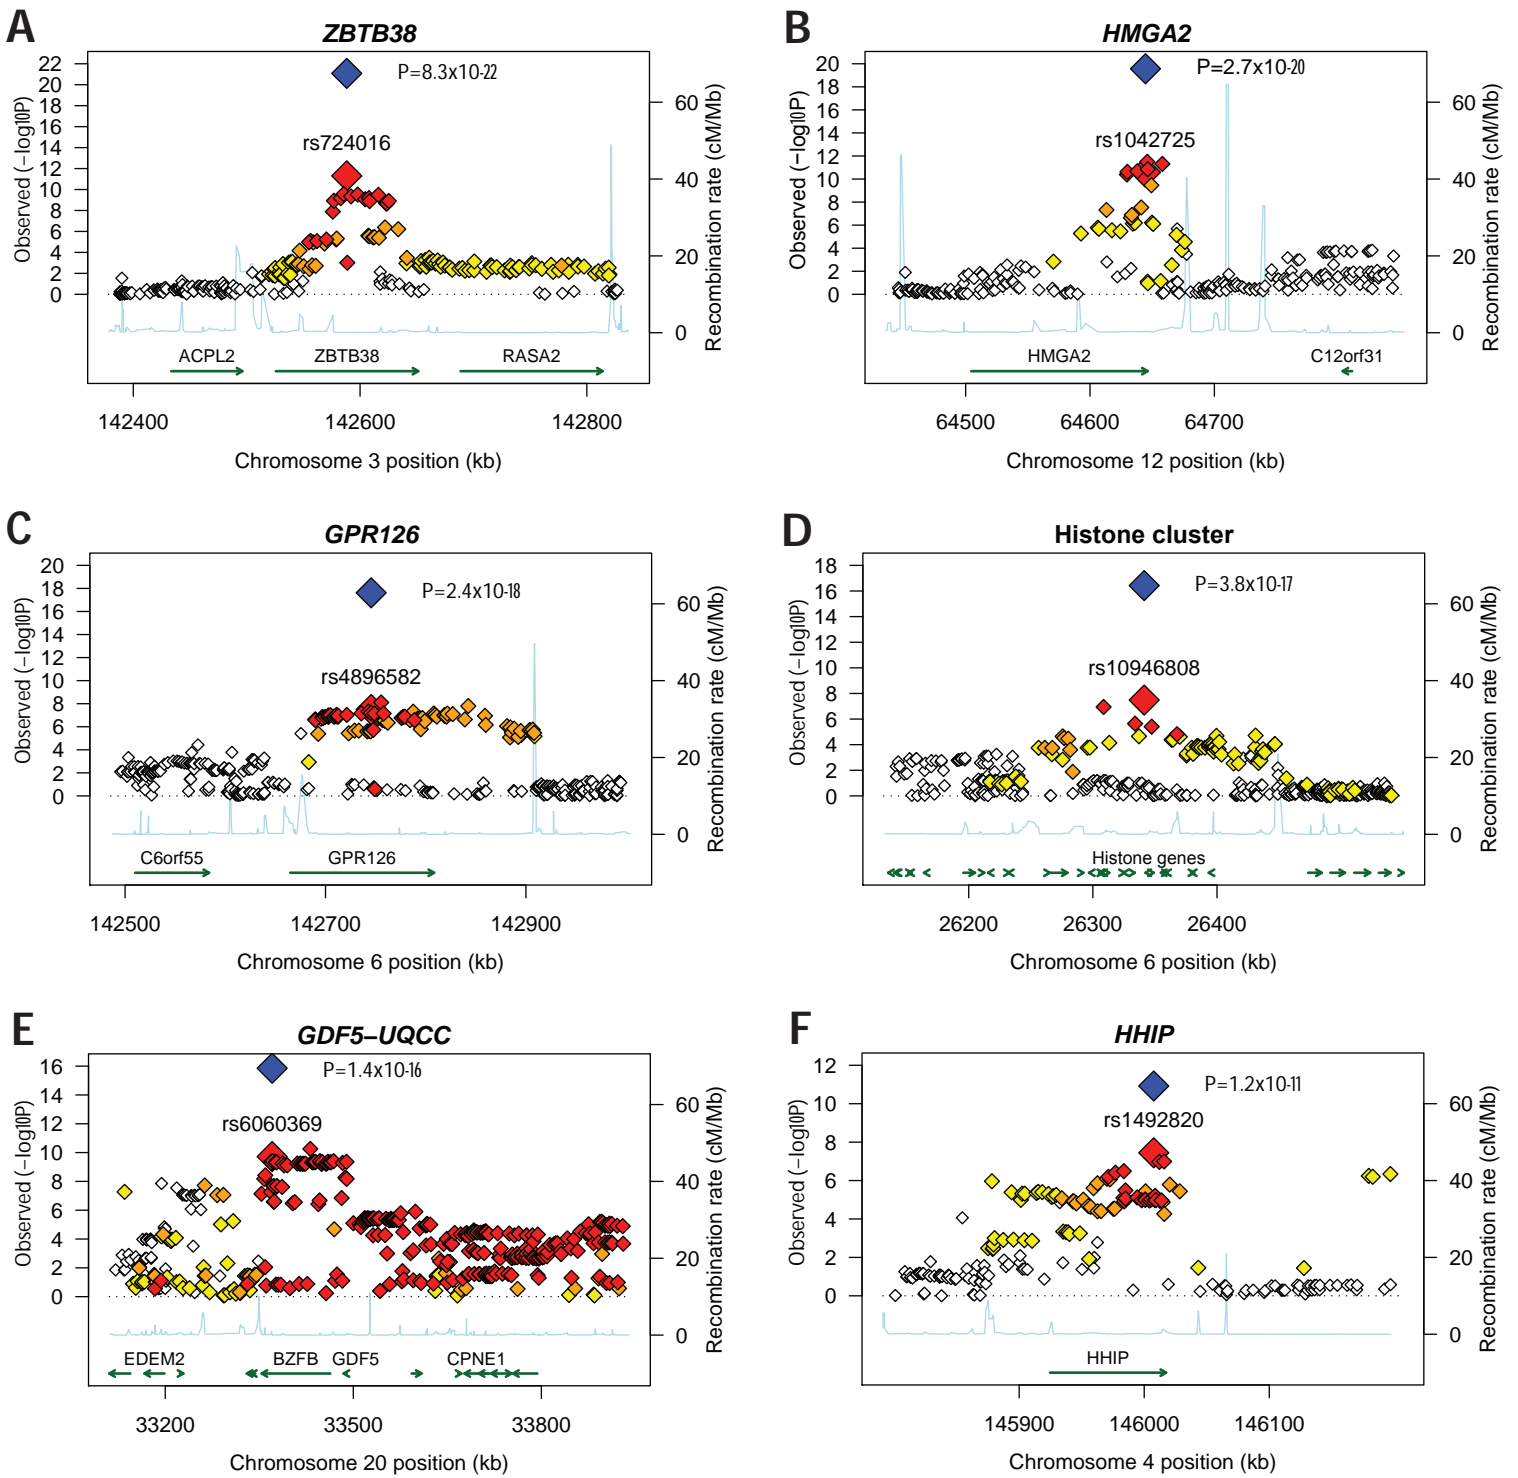 A
ZBTB38
22
20
18
16
14
12
10
8
6
4
2
0
Observed (−log10P)
P=8.3x10-22
rs724016
60
40
20
0
Recombination rate (cM/Mb)
ACPL2
ZBTB38
RASA2
142400
142600
142800
Chromosome 3 position (kb)
B
HMGA2
20
18
16
14
12
10
8
6
4
2
0
Observed (−log10P)
P=2.7x10-20
rs1042725
60
40
20
0
Recombination rate (cM/Mb)
HMGA2
C12orf31
64500
64600
64700
Chromosome 12 position (kb)
C
GPR126
20
18
16
14
12
10
8
6
4
2
0
Observed (−log10P)
P=2.4x10-18
rs4896582
60
40
20
0
Recombination rate (cM/Mb)
C6orf55
GPR126
142500
142700
142900
Chromosome 6 position (kb)
D
Histone cluster
18
16
14
12
10
8
6
4
2
0
Observed (−log10P)
P=3.8x10-17
rs10946808
60
40
20
0
Recombination rate (cM/Mb)
Histone genes
26200
26300
26400
Chromosome 6 position (kb)
E
GDF5–UQCC
16
14
12
10
8
6
4
2
0
Observed (−log10P)
P=1.4x10-16
rs6060369
60
40
20
0
Recombination rate (cM/Mb)
EDEM2
BZFB
GDF5
CPNE1
33200
33500
33800
Chromosome 20 position (kb)
F
HHIP
12
10
8
6
4
2
0
Observed (−log10P)
P=1.2x10-11
rs1492820
60
40
20
0
Recombination rate (cM/Mb)
HHIP
145900
146000
146100
Chromosome 4 position (kb)